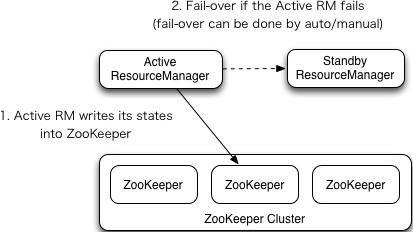 2. Fail-over if the Active RM fails
(fail-over can be done by auto/manual)
Active
ResourceManager
Standby
ResourceManager
1. Active RM writes its states
into ZooKeeper
ZooKeeper
ZooKeeper
ZooKeeper
ZooKeeper Cluster